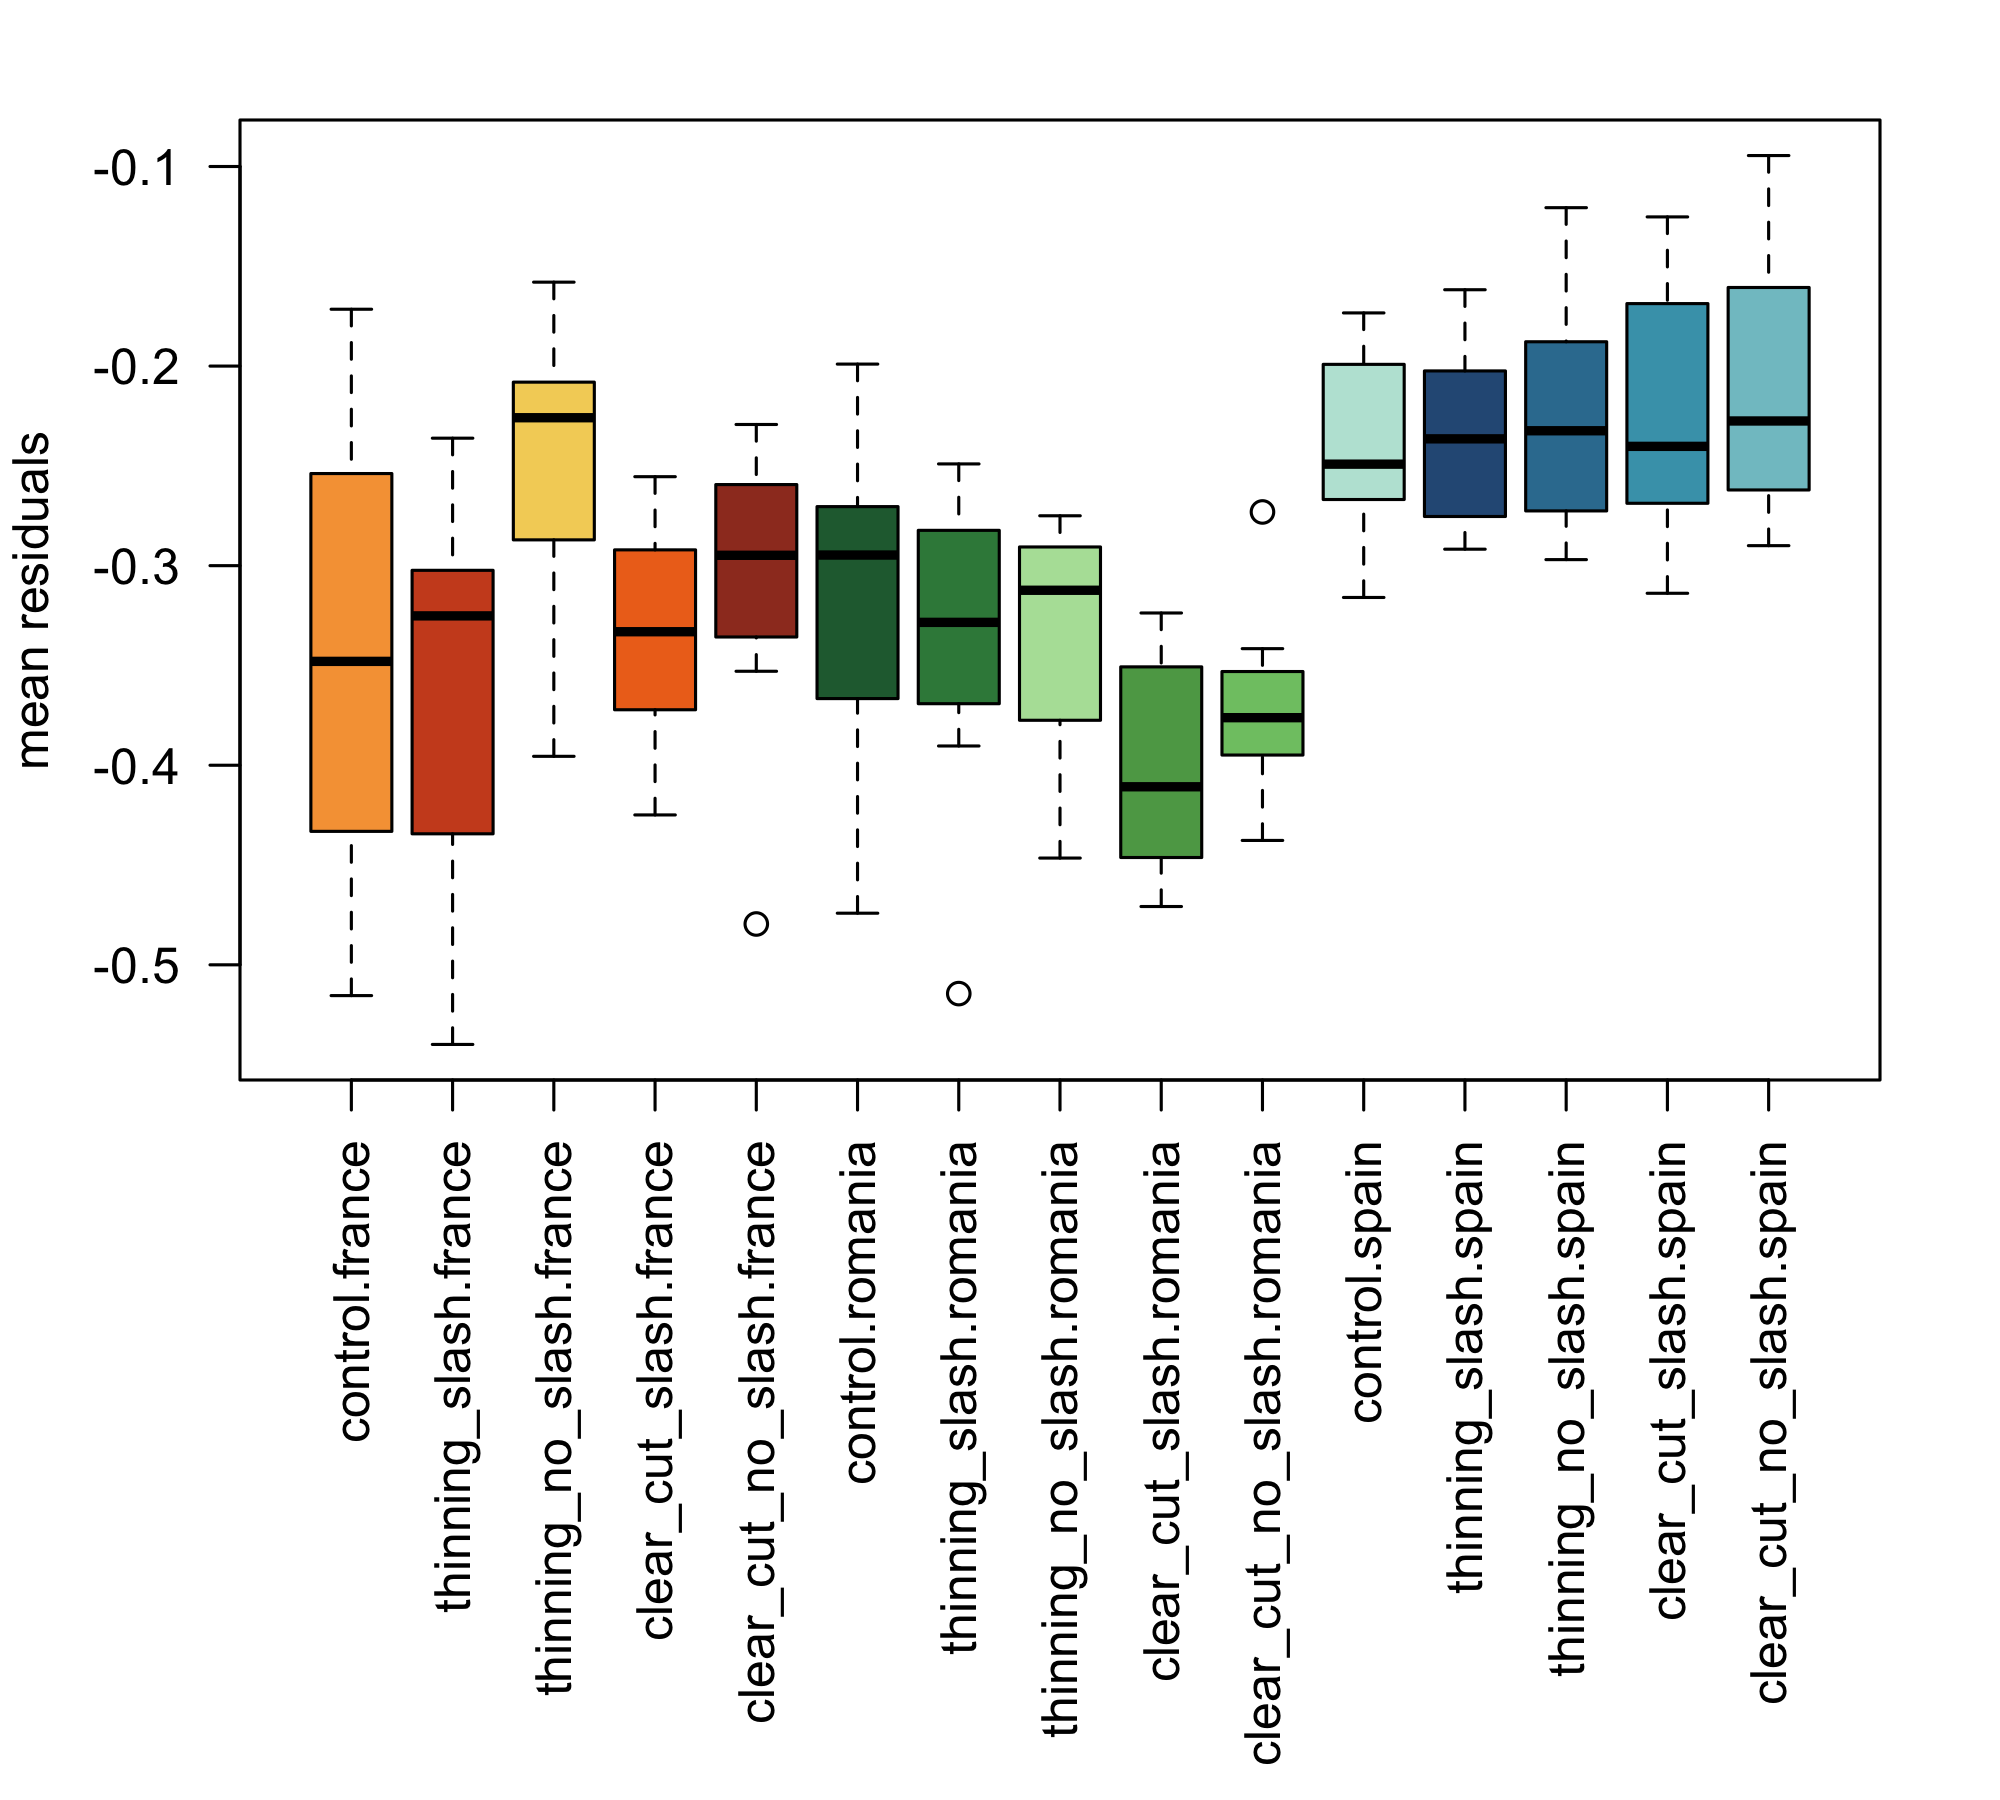 mean residuals
-0.1
-0.2
-0.3
-0.4
-0.5
control.france
thinning_slash.france
thinning_no_slash.france
clear_cut_slash.france
clear_cut_no_slash.france
control.romania
thinning_slash.romania
thinning_no_slash.romania
clear_cut_slash.romania
clear_cut_no_slash.romania
control.spain
thinning_slash.spain
thinning_no_slash.spain
clear_cut_slash.spain
clear_cut_no_slash.spain